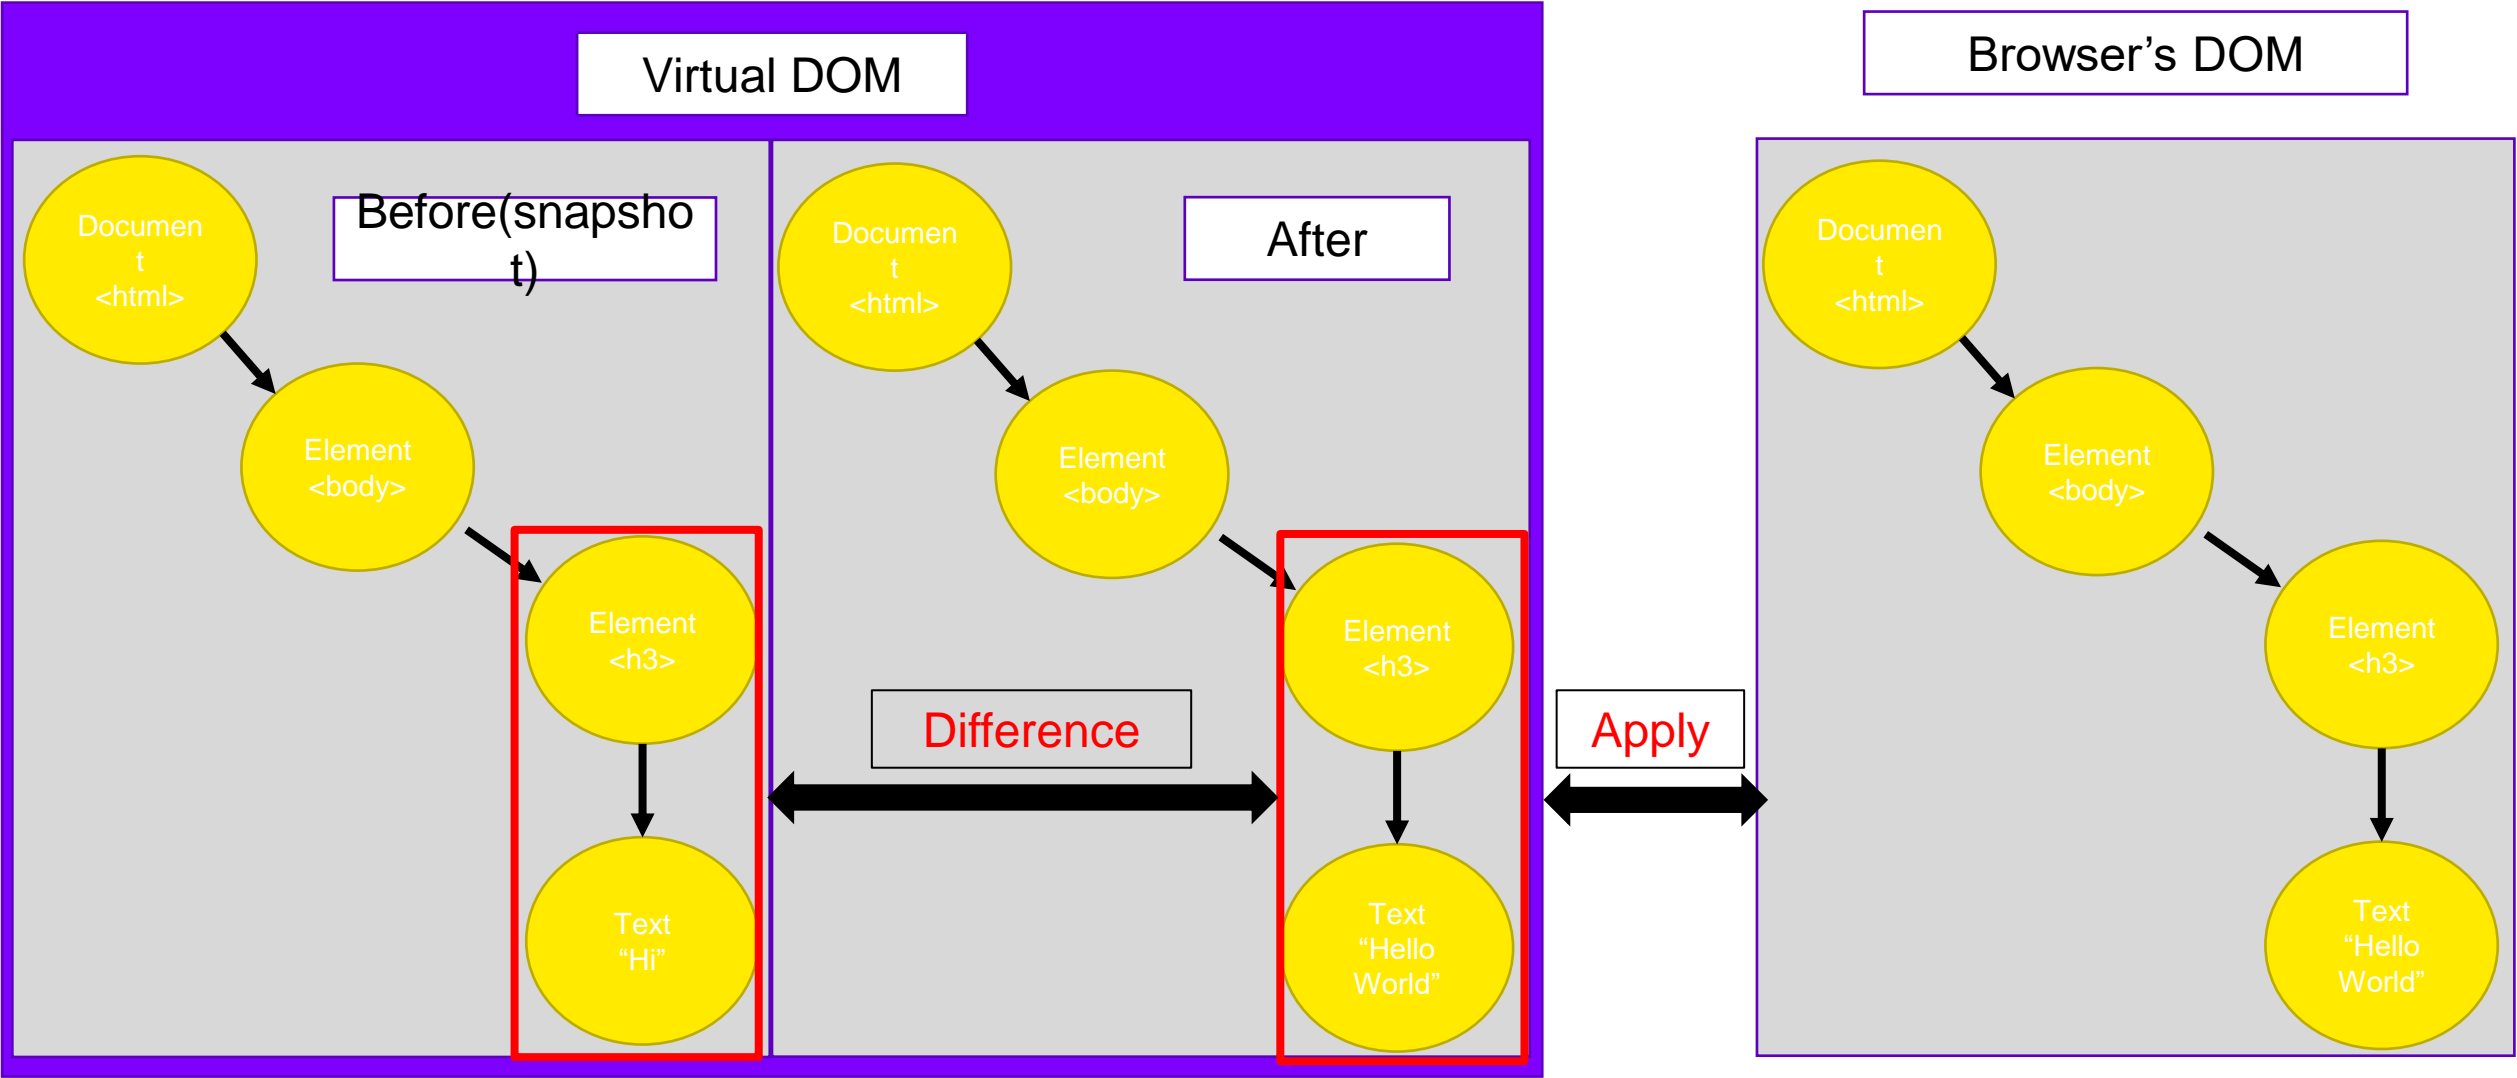 Virtual DOM
Browser’s DOM
Before(snapsho
t)
Documen
t
<html>
Element
<body>
Element
<h3>
Text
“Hi”
After
Documen
t
<html>
Element
<body>
Element
<h3>
Text
“Hello
World”
Difference
Apply
Documen
t
<html>
Element
<body>
Element
<h3>
Text
“Hello
World”